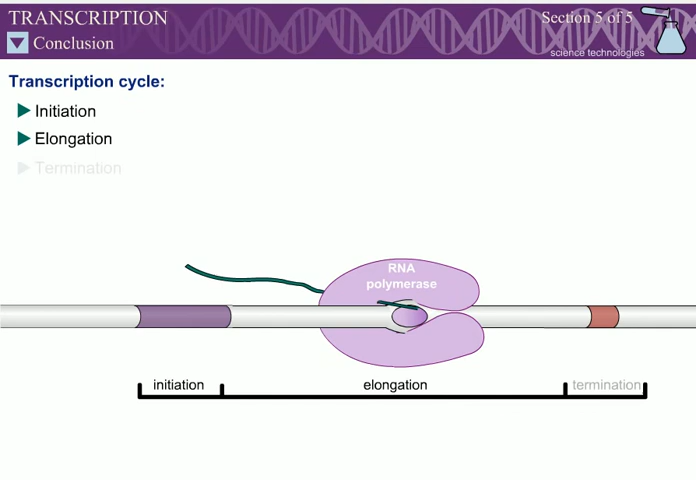 TRANSCRIPTION
Section 5 of 5
Conclusion
science technologies
Transcription cycle:
Initiation
Elongation
Termination
RNA
polymerase
initiation
elongation
termination